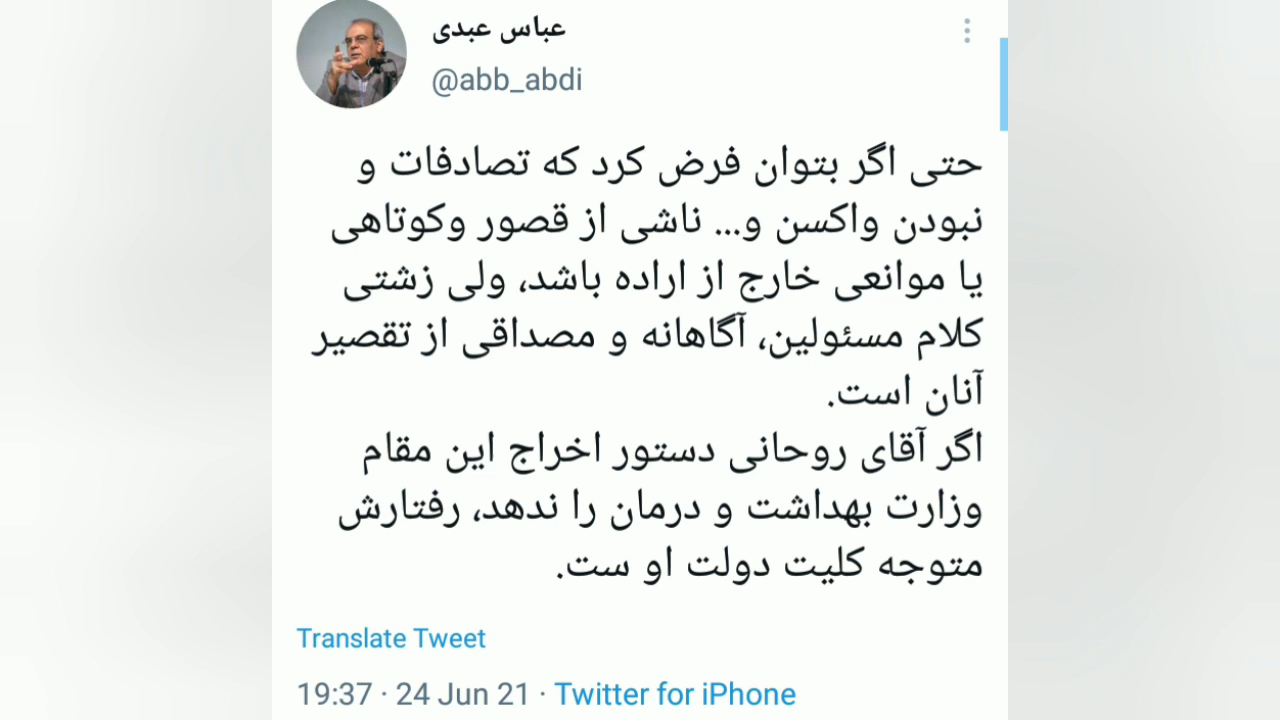 عباس عبدی
@abb_abdi
حتی اگر بتوان فرض کرد که تصادفات و
نبودن واکسن و... ناشی از قصور وکوتاهی
یا موانعی خارج از اراده باشد، ولی زشتی
کلام مسئولین، آگاهانه و مصداقی از تقصیر
آنان است.
اگر آقای روحانی دستور اخراج این مقام
وزارت بهداشت و درمان را ندهد، رفتارش
متوجه کلیت دولت او ست.
Translate Tweet
19:37 · 24 Jun 21 · Twitter for iPhone